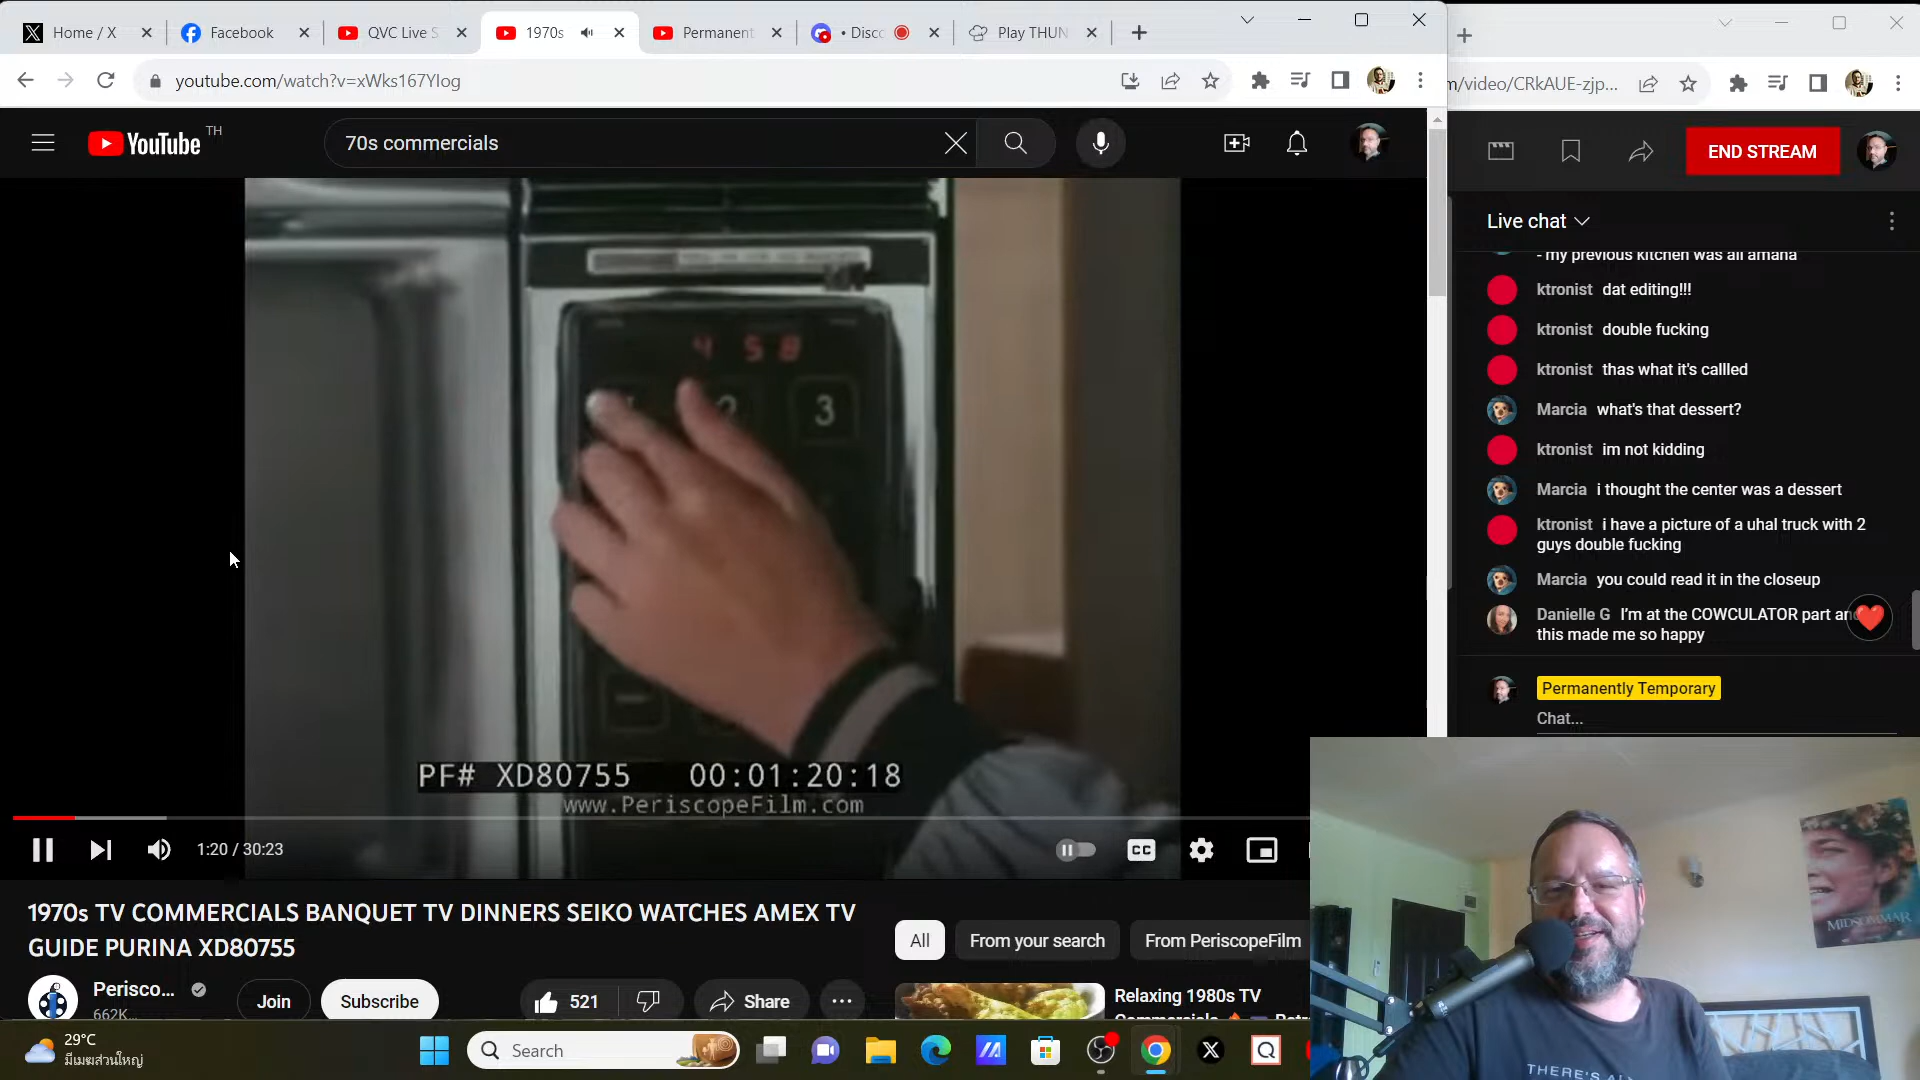 Home / X
Facebook
QVC Live S
1970s
Permanent
• Disc
Play THUN
youtube.com/watch?v=xWks167YIog
m/video/CRkAUE-zjp...
YouTube TH
70s commercials
END STREAM
Live chat
- my previous kitchen was all amana
ktronist dat editing!!!
ktronist double fucking
ktronist thas what it's callled
Marcia what's that dessert?
ktronist im not kidding
Marcia i thought the center was a dessert
ktronist i have a picture of a uhal truck with 2
guys double fucking
Marcia you could read it in the closeup
Danielle G I'm at the COWCULATOR part an
this made me so happy
Permanently Temporary
Chat...
4 58
2 3
PF# XD80755 00:01:20:18
www.PeriscopeFilm.com
1:20 / 30:23
CC
1970s TV COMMERCIALS BANQUET TV DINNERS SEIKO WATCHES AMEX TV
GUIDE PURINA XD80755
All
From your search
From PeriscopeFilm
Perisco...
662K...
Join
Subscribe
521
Share
Relaxing 1980s TV
MIDSOMMAR
THERE'S
29°C
มีเมฆส่วนใหญ่
Search